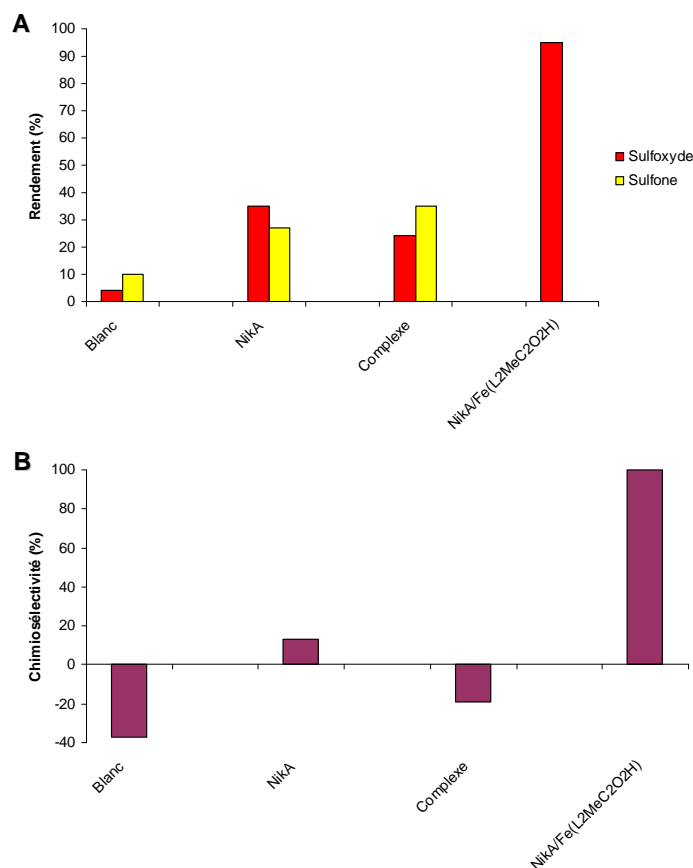 A
Rendement (%)
100
90
80
70
60
50
40
30
20
10
0
Blanc
NikA
Complexe
NikA/Fe(L2MeC2O2H)
Sulfoxyde
Sulfone
B
Chimiosélectivité (%)
100
80
60
40
20
0
-20
-40
Blanc
NikA
Complexe
NikA/Fe(L2MeC2O2H)